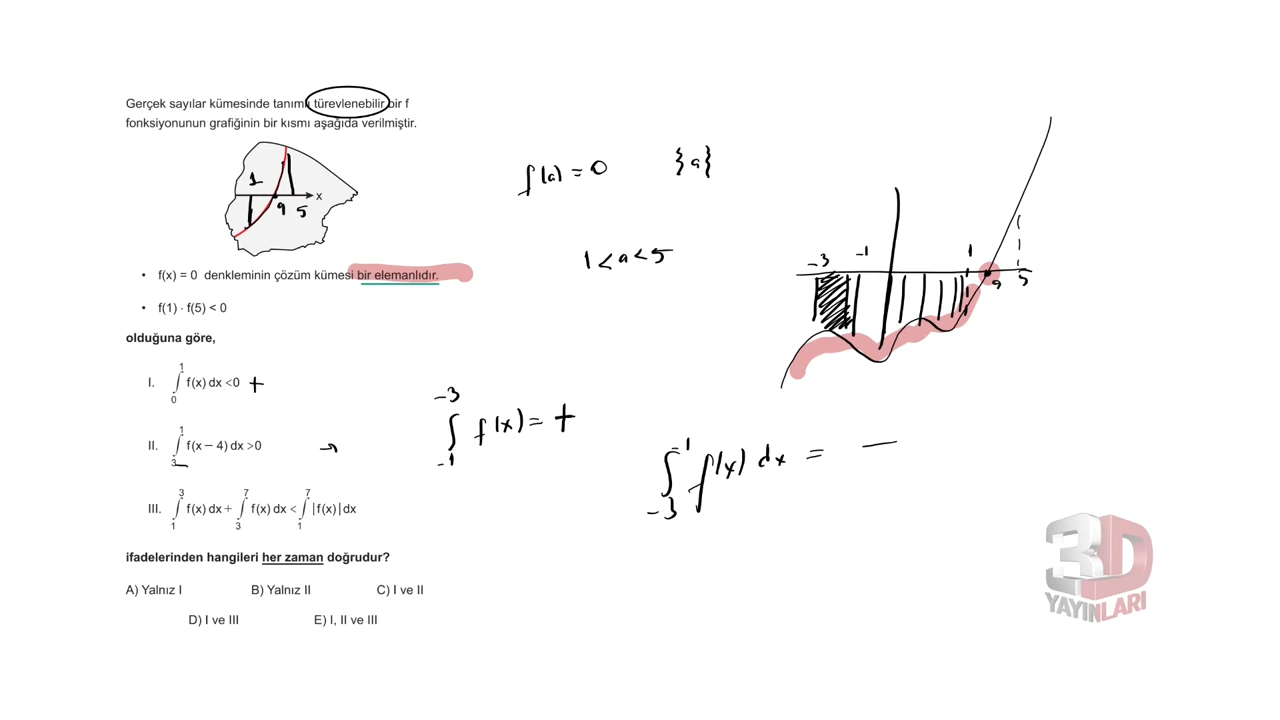 Gerçek sayılar kümesinde tanımlı türevlenebilir bir f
fonksiyonunun grafiğinin bir kısmı aşağıda verilmiştir.
1
x
a 5
• f(x) = 0 denkleminin çözüm kümesi bir elemanlıdır.
• f(1) · f(5) < 0
olduğuna göre,
I. ∫₀¹ f(x) dx <0 +
II. ∫₃¹ f(x – 4) dx >0 →
III. ∫₁³ f(x) dx + ∫₃⁷ f(x) dx < ∫₁⁷ |f(x)| dx
ifadelerinden hangileri her zaman doğrudur?
A) Yalnız I B) Yalnız II C) I ve II
D) I ve III E) I, II ve III
f(a) = 0 {a}
1 < a < 5
-3 -1 1
a 5
∫₋₁⁻³ f(x) = +
∫₋₃⁻¹ f(x) dx = —
3D
YAYINLARI